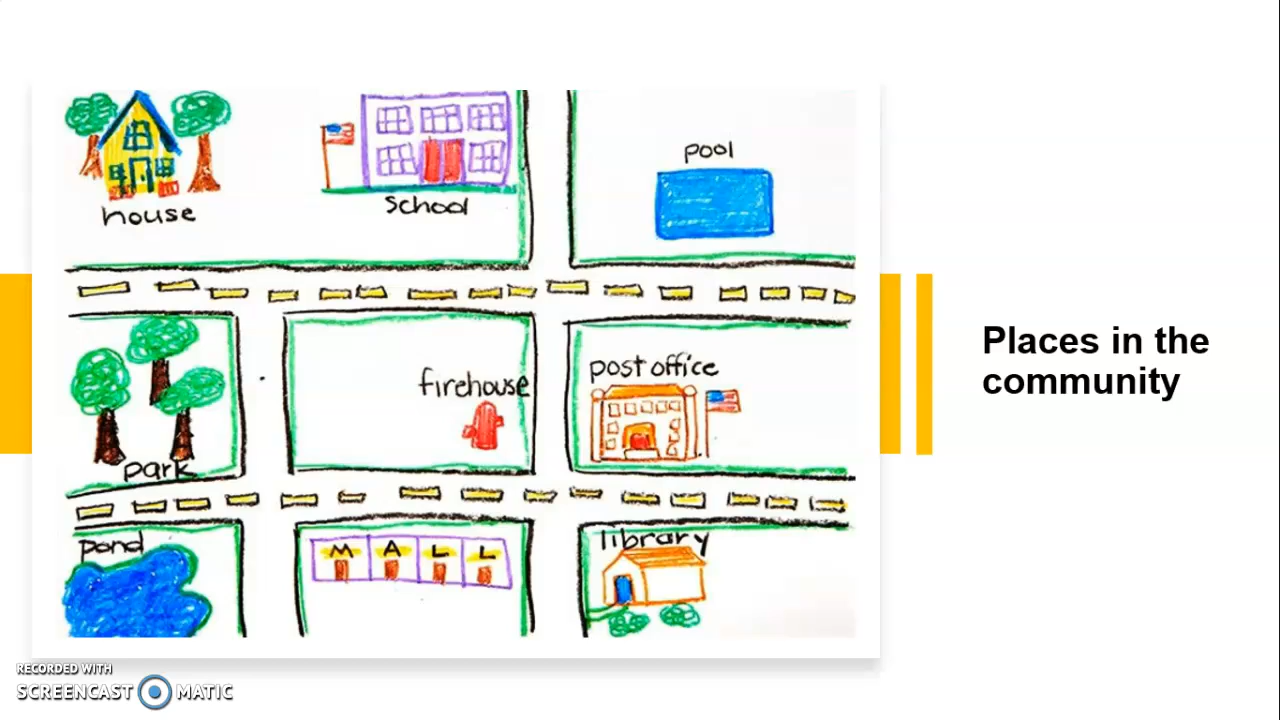 pool
house
School
firehouse
post office
park
pond
MALL
library
Places in the
community
RECORDED WITH
SCREENCAST MATIC